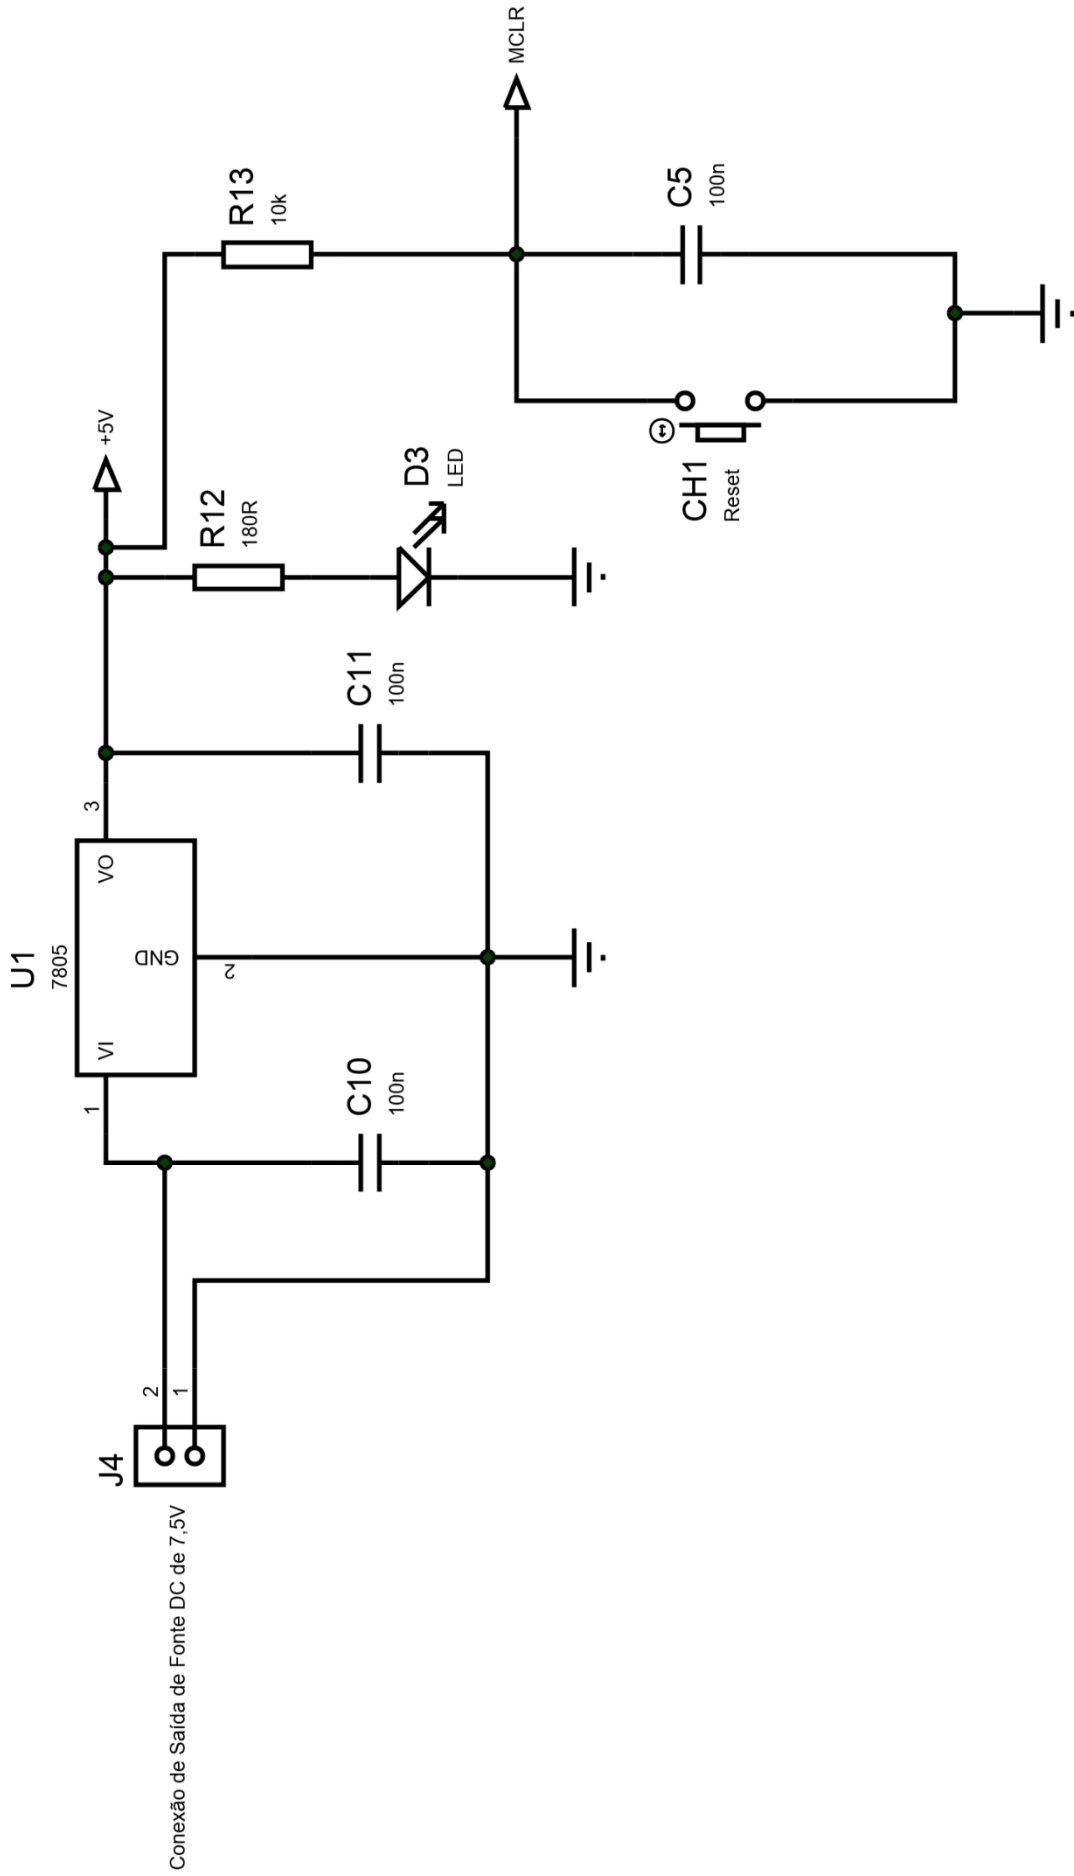 Conexão de Saída de Fonte DC de 7,5V
J4
2
1
U1
7805
1
VI
VO
3
GND
2
C10
100n
C11
100n
+5V
R12
180R
D3
LED
R13
10k
MCLR
C5
100n
CH1
Reset